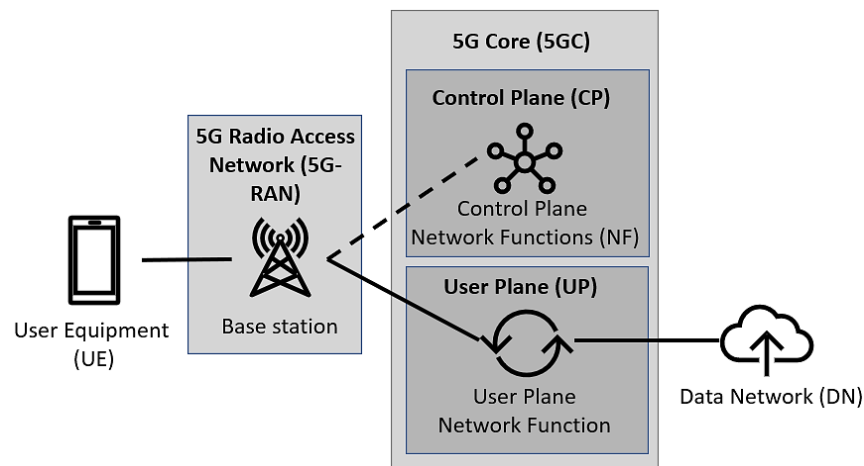 5G Core (5GC)
Control Plane (CP)
Control Plane
Network Functions (NF)
5G Radio Access
Network (5G-
RAN)
Base station
User Equipment
(UE)
User Plane (UP)
User Plane
Network Function
Data Network (DN)